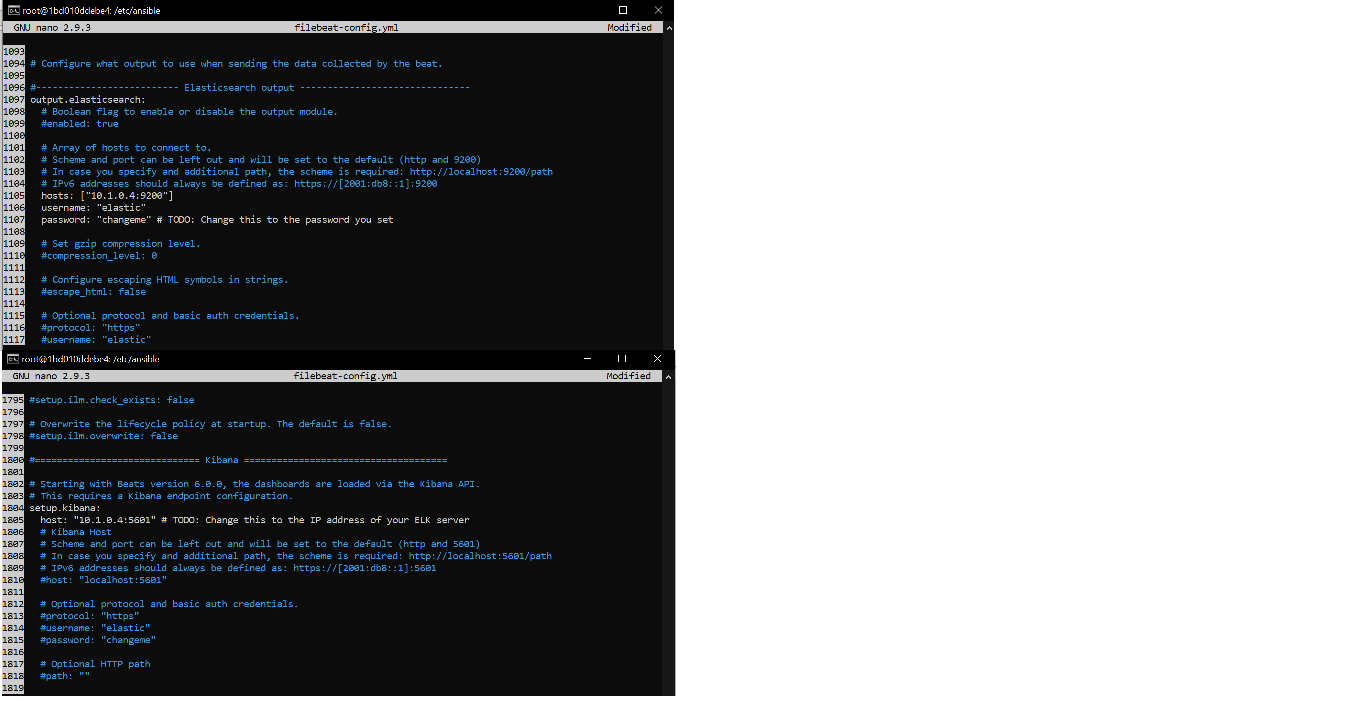 root@1bd010ddebe4: /etc/ansible
GNU nano 2.9.3 filebeat-config.yml Modified
1093
1094 # Configure what output to use when sending the data collected by the beat.
1095
1096 #-------------------------- Elasticsearch output -------------------------------
1097 output.elasticsearch:
1098 # Boolean flag to enable or disable the output module.
1099 #enabled: true
1100
1101 # Array of hosts to connect to.
1102 # Scheme and port can be left out and will be set to the default (http and 9200)
1103 # In case you specify and additional path, the scheme is required: http://localhost:9200/path
1104 # IPv6 addresses should always be defined as: https://[2001:db8::1]:9200
1105 hosts: ["10.1.0.4:9200"]
1106 username: "elastic"
1107 password: "changeme" # TODO: Change this to the password you set
1108
1109 # Set gzip compression level.
1110 #compression_level: 0
1111
1112 # Configure escaping HTML symbols in strings.
1113 #escape_html: false
1114
1115 # Optional protocol and basic auth credentials.
1116 #protocol: "https"
1117 #username: "elastic"
root@1bd010ddebe4: /etc/ansible
GNU nano 2.9.3 filebeat-config.yml Modified
1795 #setup.ilm.check_exists: false
1796
1797 # Overwrite the lifecycle policy at startup. The default is false.
1798 #setup.ilm.overwrite: false
1799
1800 #============================== Kibana =====================================
1801
1802 # Starting with Beats version 6.0.0, the dashboards are loaded via the Kibana API.
1803 # This requires a Kibana endpoint configuration.
1804 setup.kibana:
1805 host: "10.1.0.4:5601" # TODO: Change this to the IP address of your ELK server
1806 # Kibana Host
1807 # Scheme and port can be left out and will be set to the default (http and 5601)
1808 # In case you specify and additional path, the scheme is required: http://localhost:5601/path
1809 # IPv6 addresses should always be defined as: https://[2001:db8::1]:5601
1810 #host: "localhost:5601"
1811
1812 # Optional protocol and basic auth credentials.
1813 #protocol: "https"
1814 #username: "elastic"
1815 #password: "changeme"
1816
1817 # Optional HTTP path
1818 #path: ""
1819